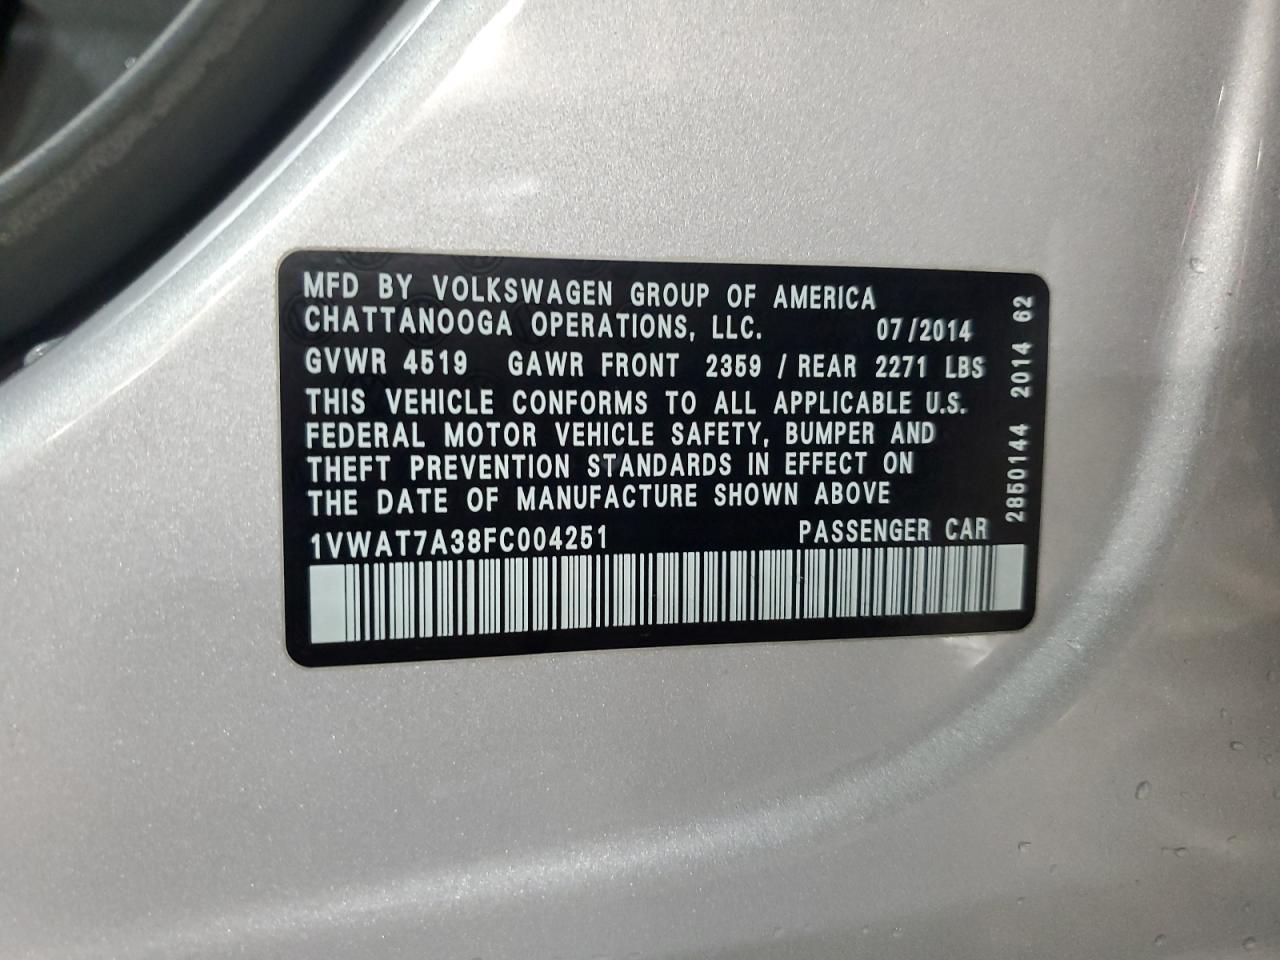 MFD BY VOLKSWAGEN GROUP OF AMERICA
CHATTANOOGA OPERATIONS, LLC. 07/2014
GVWR 4519 GAWR FRONT 2359 / REAR 2271 LBS
THIS VEHICLE CONFORMS TO ALL APPLICABLE U.S.
FEDERAL MOTOR VEHICLE SAFETY, BUMPER AND
THEFT PREVENTION STANDARDS IN EFFECT ON
THE DATE OF MANUFACTURE SHOWN ABOVE
1VWAT7A38FC004251 PASSENGER CAR
2850144 2014 62